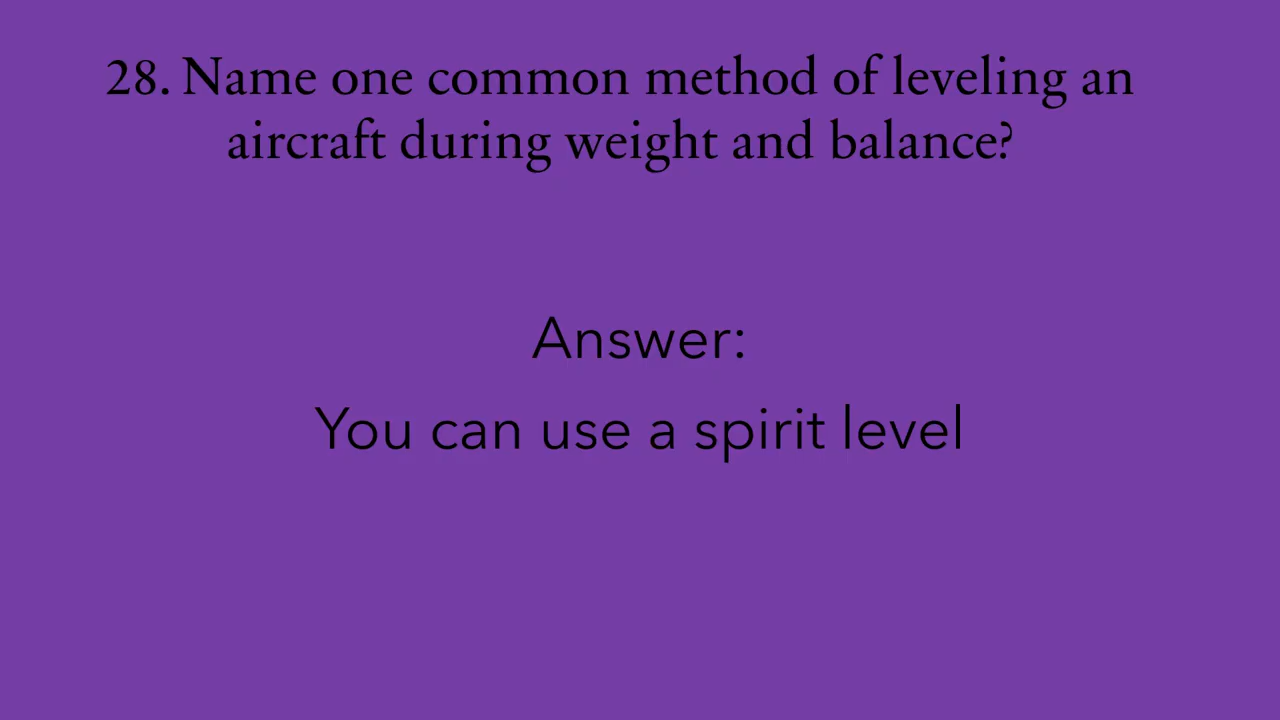 28. Name one common method of leveling an
aircraft during weight and balance?
Answer:
You can use a spirit level